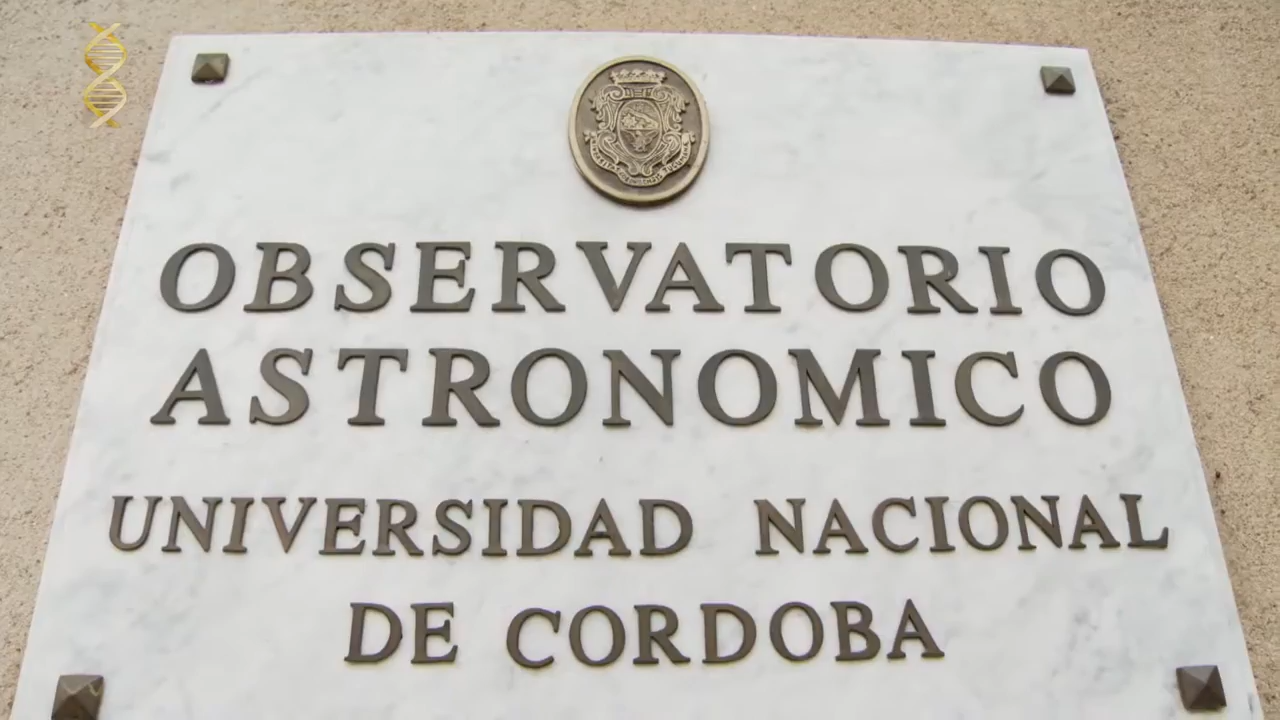 OBSERVATORIO
ASTRONOMICO
UNIVERSIDAD NACIONAL
DE CORDOBA